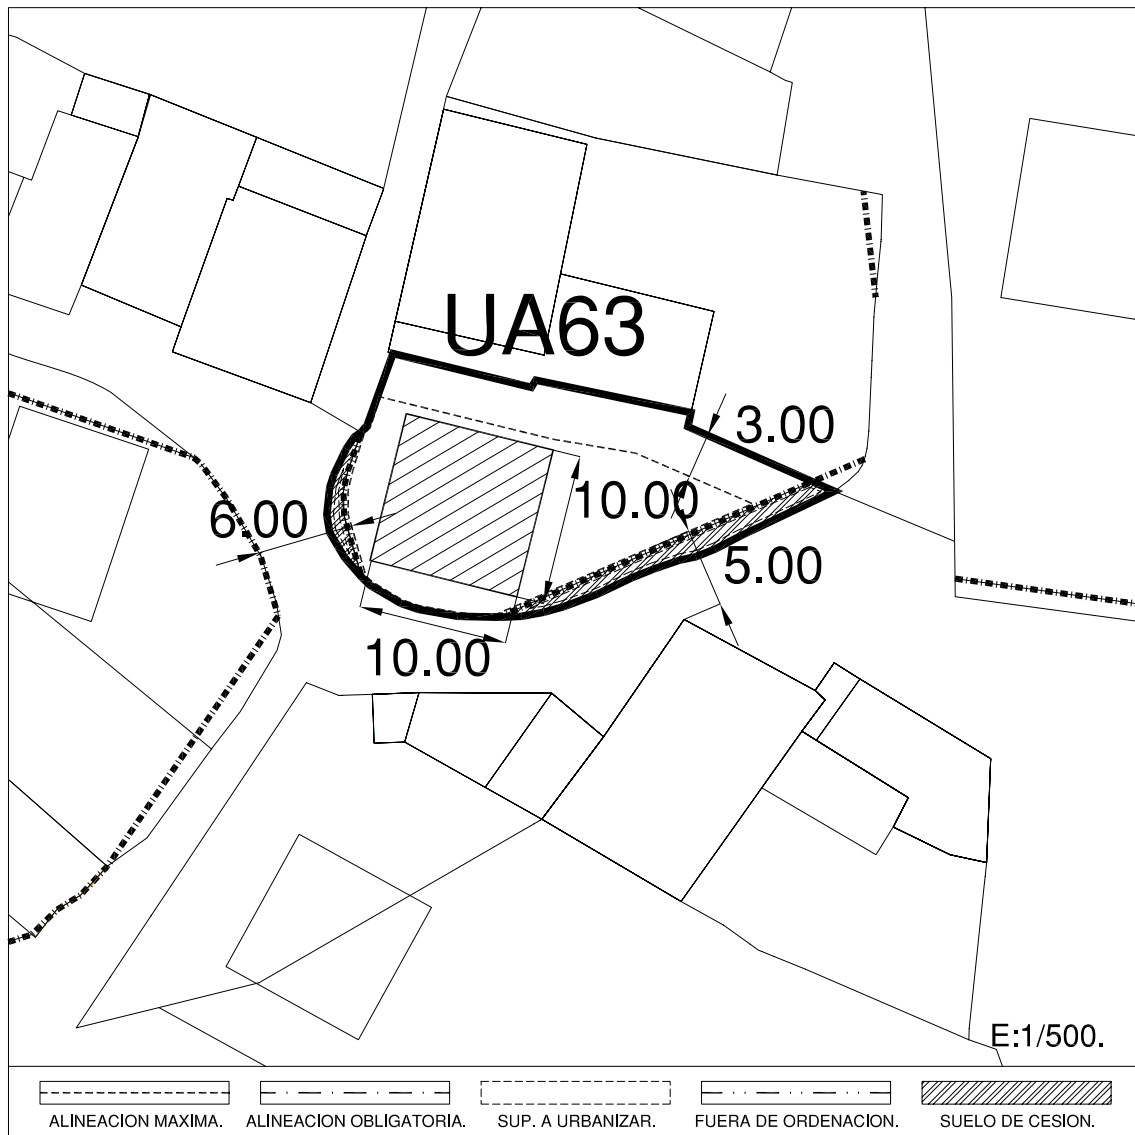 UA63
3.00
10.00
6.00
5.00
10.00
E:1/500.
ALINEACION MAXIMA.
ALINEACION OBLIGATORIA.
SUP. A URBANIZAR.
FUERA DE ORDENACION.
SUELO DE CESION.